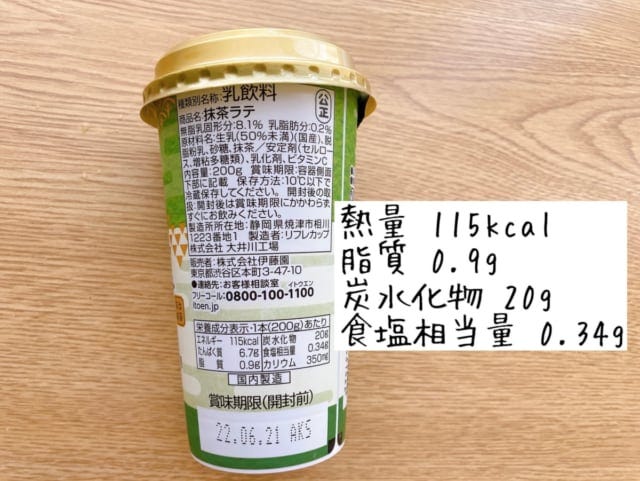 種類別名称:乳飲料
公正
商品名:抹茶ラテ
無脂乳固形分:8.1% 乳脂肪分:0.2%
原材料名:生乳(50%未満)(国産)、脱
脂粉乳、砂糖、抹茶/安定剤(セルロー
ス、増粘多糖類)、乳化剤、ビタミンC
内容量:200g 賞味期限:容器側面
下部に記載 保存方法:10℃以下で
冷蔵保存してください。 開封後の取
扱:開封後は賞味期限にかかわらず、
すぐにお飲みください。
製造所所在地:静岡県焼津市相川
1223番地1 製造者:リフレカップ
株式会社 大井川工場
販売者:株式会社伊藤園
東京都渋谷区本町3-47-10
●連絡先:お客様相談室 イトウエン
フリーコール:0800-100-1100
itoen.jp
栄養成分表示・1本(200g)あたり
エネルギー 115kcal 炭水化物 20g
たんぱく質 6.7g 食塩相当量 0.34g
脂質 0.9g カリウム 350mg
国内製造
賞味期限(開封前)
22.06.21 AKS
熱量 115kcal
脂質 0.9g
炭水化物 20g
食塩相当量 0.34g